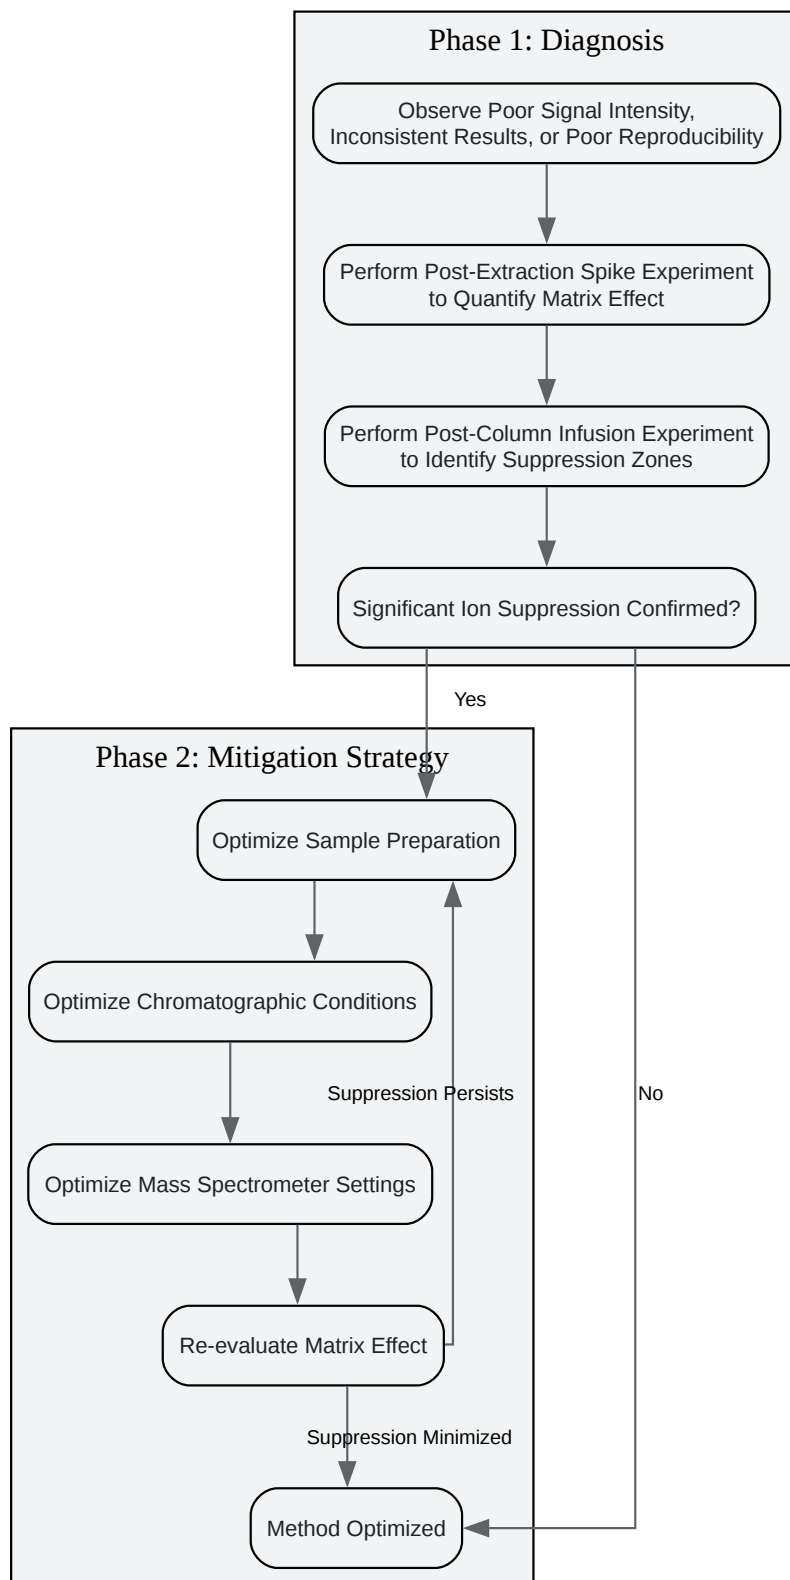 Phase 1: Diagnosis
Observe Poor Signal Intensity,
Inconsistent Results, or Poor Reproducibility
Perform Post-Extraction Spike Experiment
to Quantify Matrix Effect
Perform Post-Column Infusion Experiment
to Identify Suppression Zones
Significant Ion Suppression Confirmed?
Yes
Phase 2: Mitigation Strategy
Optimize Sample Preparation
Optimize Chromatographic Conditions
Suppression Persists
No
Optimize Mass Spectrometer Settings
Re-evaluate Matrix Effect
Suppression Minimized
Method Optimized